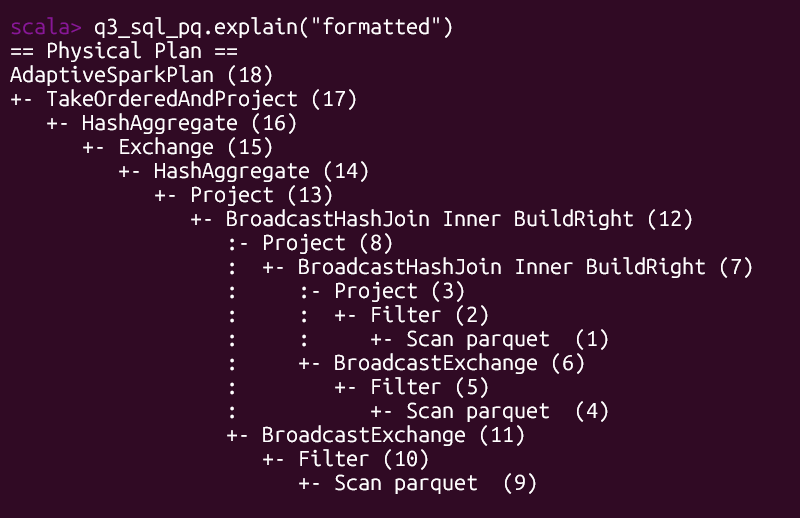 scala> q3_sql_pq.explain("formatted")
== Physical Plan ==
AdaptiveSparkPlan (18)
+- TakeOrderedAndProject (17)
   +- HashAggregate (16)
      +- Exchange (15)
         +- HashAggregate (14)
            +- Project (13)
               +- BroadcastHashJoin Inner BuildRight (12)
                  :- Project (8)
                  :  +- BroadcastHashJoin Inner BuildRight (7)
                  :     :- Project (3)
                  :     :  +- Filter (2)
                  :     :     +- Scan parquet  (1)
                  :     +- BroadcastExchange (6)
                  :        +- Filter (5)
                  :           +- Scan parquet  (4)
                  +- BroadcastExchange (11)
                     +- Filter (10)
                        +- Scan parquet  (9)